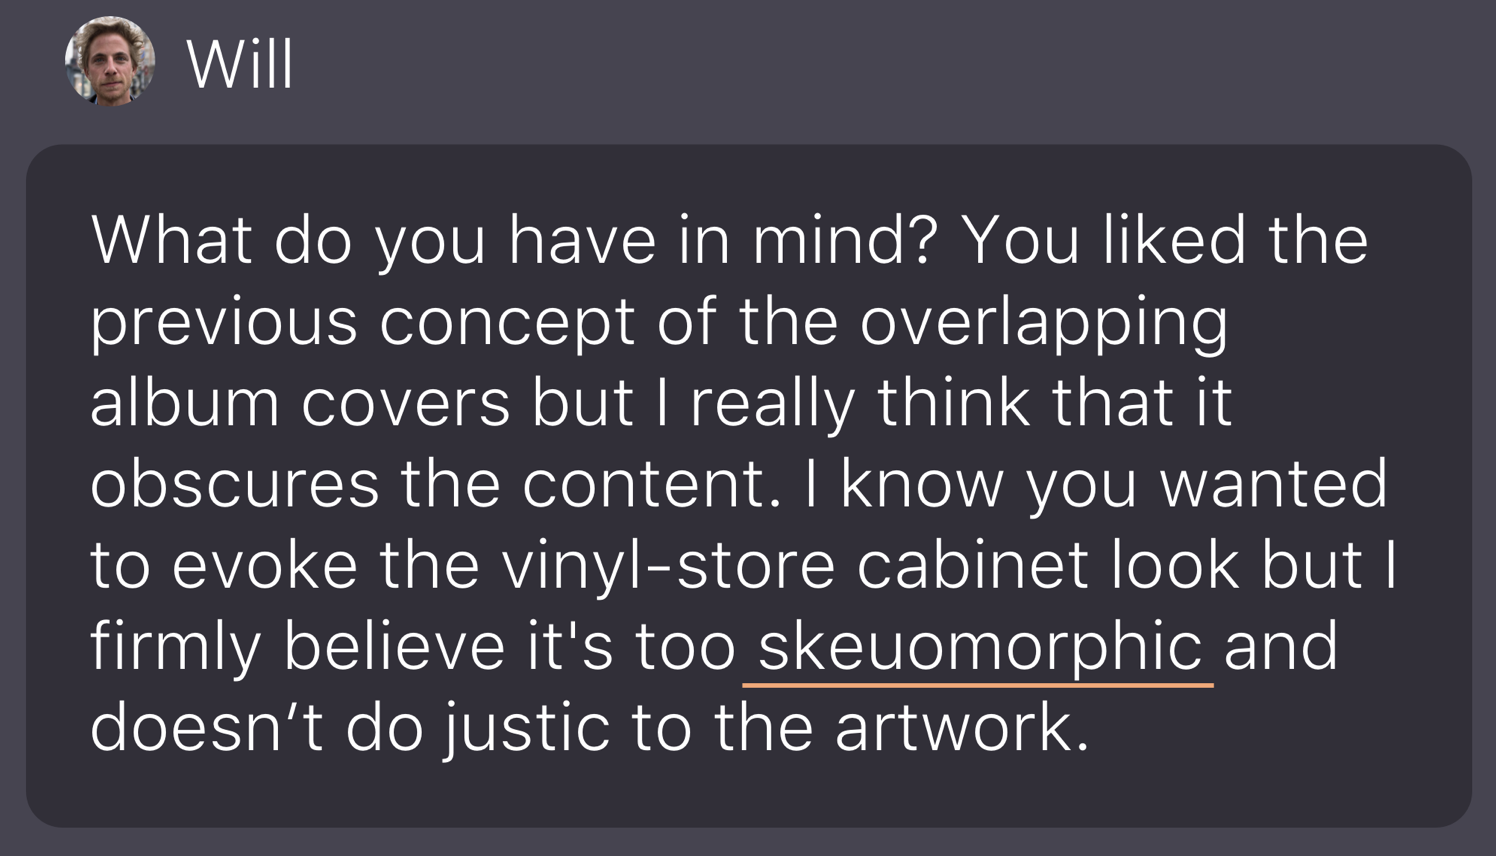 Will
What do you have in mind? You liked the
previous concept of the overlapping
album covers but I really think that it
obscures the content. I know you wanted
to evoke the vinyl-store cabinet look but I
firmly believe it's too skeuomorphic and
doesn’t do justic to the artwork.